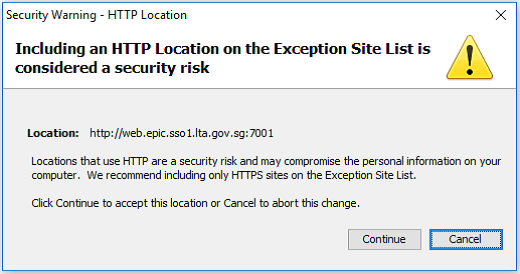 Security Warning - HTTP Location
Including an HTTP Location on the Exception Site List is
considered a security risk
Location: http://web.epic.sso1.lta.gov.sg:7001
Locations that use HTTP are a security risk and may compromise the personal information on your
computer. We recommend including only HTTPS sites on the Exception Site List.
Click Continue to accept this location or Cancel to abort this change.
Continue
Cancel